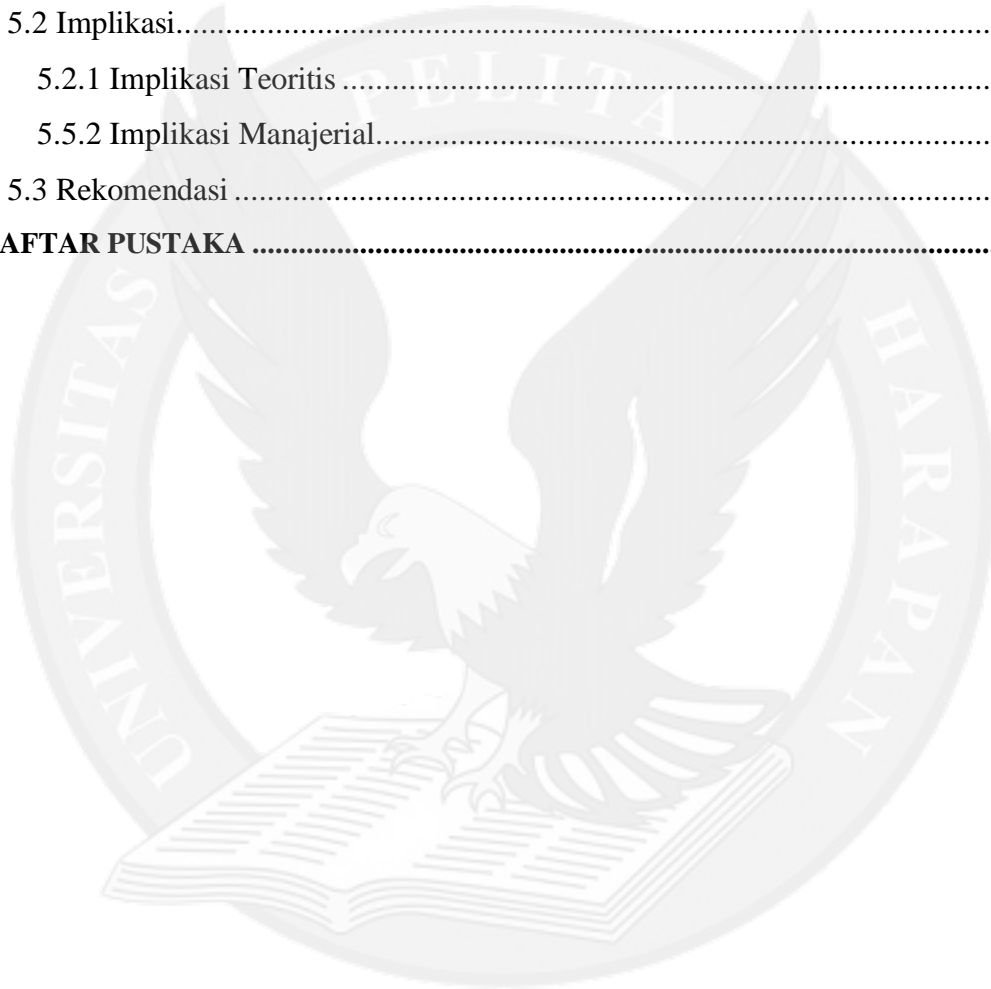 5.2 Implikasi..........................................................................................
5.2.1 Implikasi Teoritis ........................................................................
5.5.2 Implikasi Manajerial....................................................................
5.3 Rekomendasi ....................................................................................
AFTAR PUSTAKA ..................................................................................
UNIVERSITAS PELITA HARAPAN